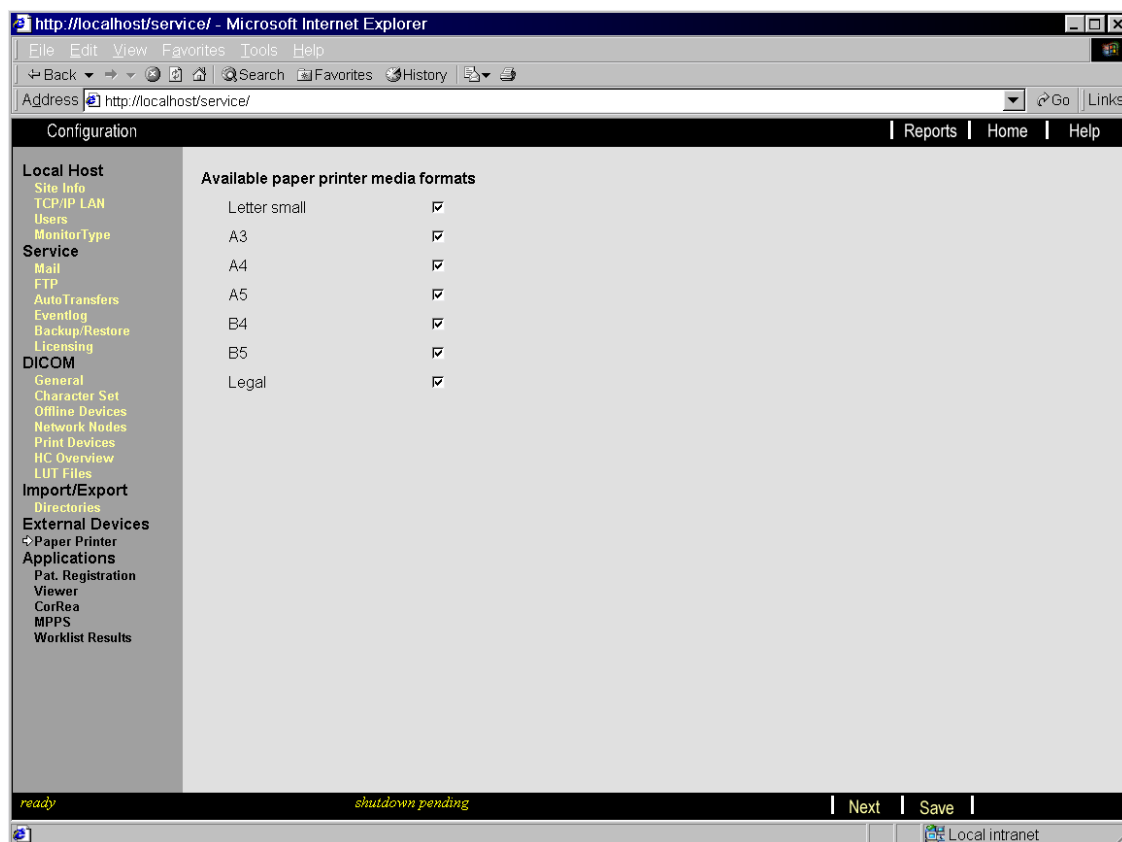 http://localhost/service/ - Microsoft Internet Explorer
File Edit View Favorites Tools Help
Back Search Favorites History
Address http://localhost/service/ Go Links
Configuration Reports Home Help
Local Host
Site Info
TCP/IP LAN
Users
MonitorType
Service
Mail
FTP
AutoTransfers
Eventlog
Backup/Restore
Licensing
DICOM
General
Character Set
Offline Devices
Network Nodes
Print Devices
HC Overview
LUT Files
Import/Export
Directories
External Devices
Paper Printer
Applications
Pat. Registration
Viewer
CorRea
MPPS
Worklist Results
Available paper printer media formats
Letter small
A3
A4
A5
B4
B5
Legal
ready shutdown pending Next Save
Local intranet